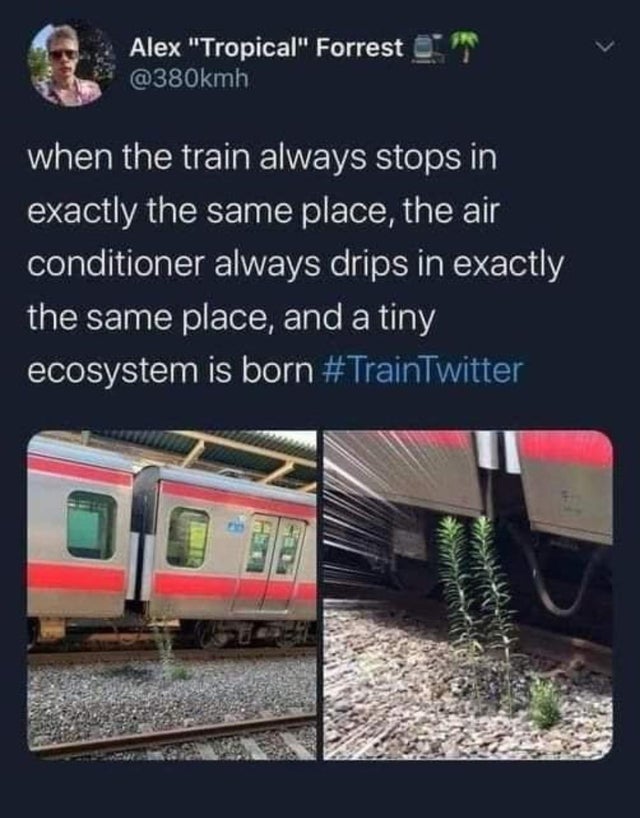 Alex "Tropical" Forrest 🚈🌴
@380kmh
when the train always stops in
exactly the same place, the air
conditioner always drips in exactly
the same place, and a tiny
ecosystem is born #TrainTwitter